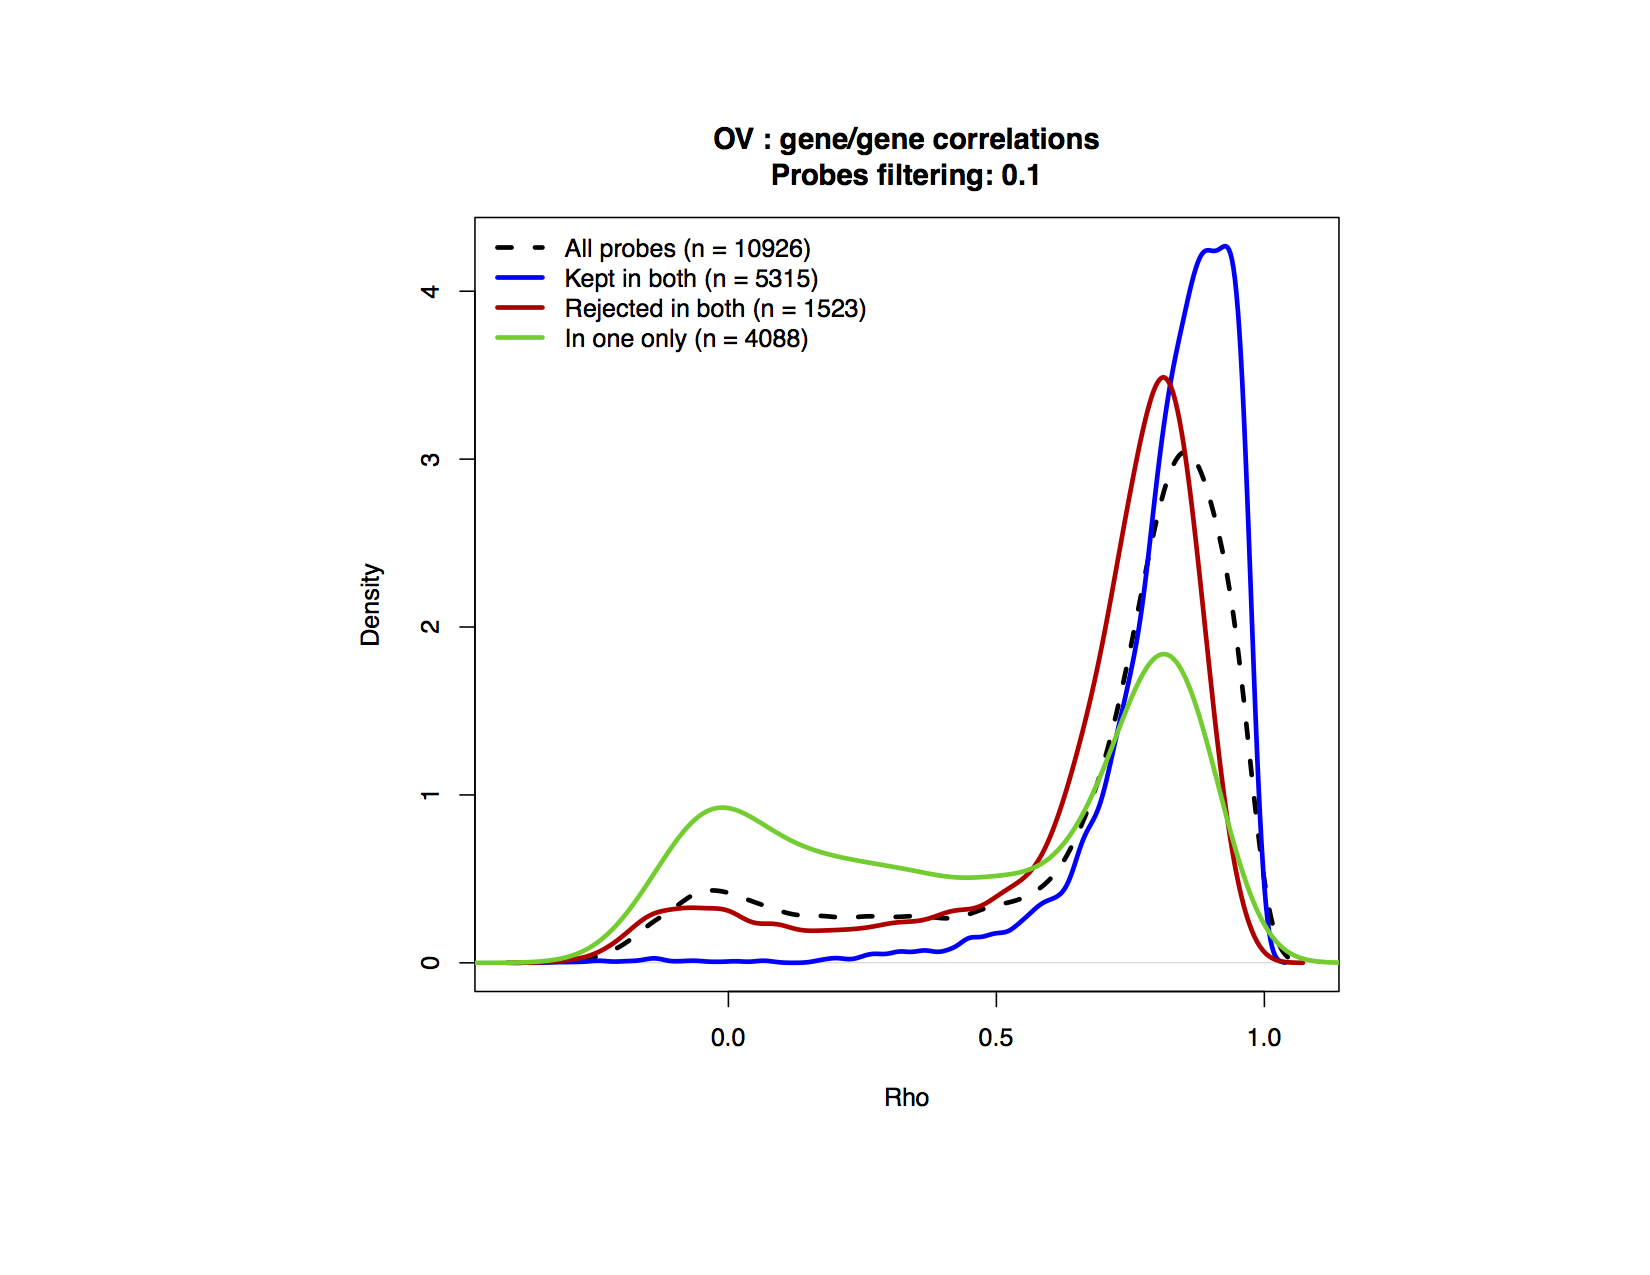 OV : gene/gene correlations
Probes filtering: 0.1
All probes (n = 10926)
Kept in both (n = 5315)
Rejected in both (n = 1523)
In one only (n = 4088)
4
3
2
1
0
Density
0.0 0.5 1.0
Rho